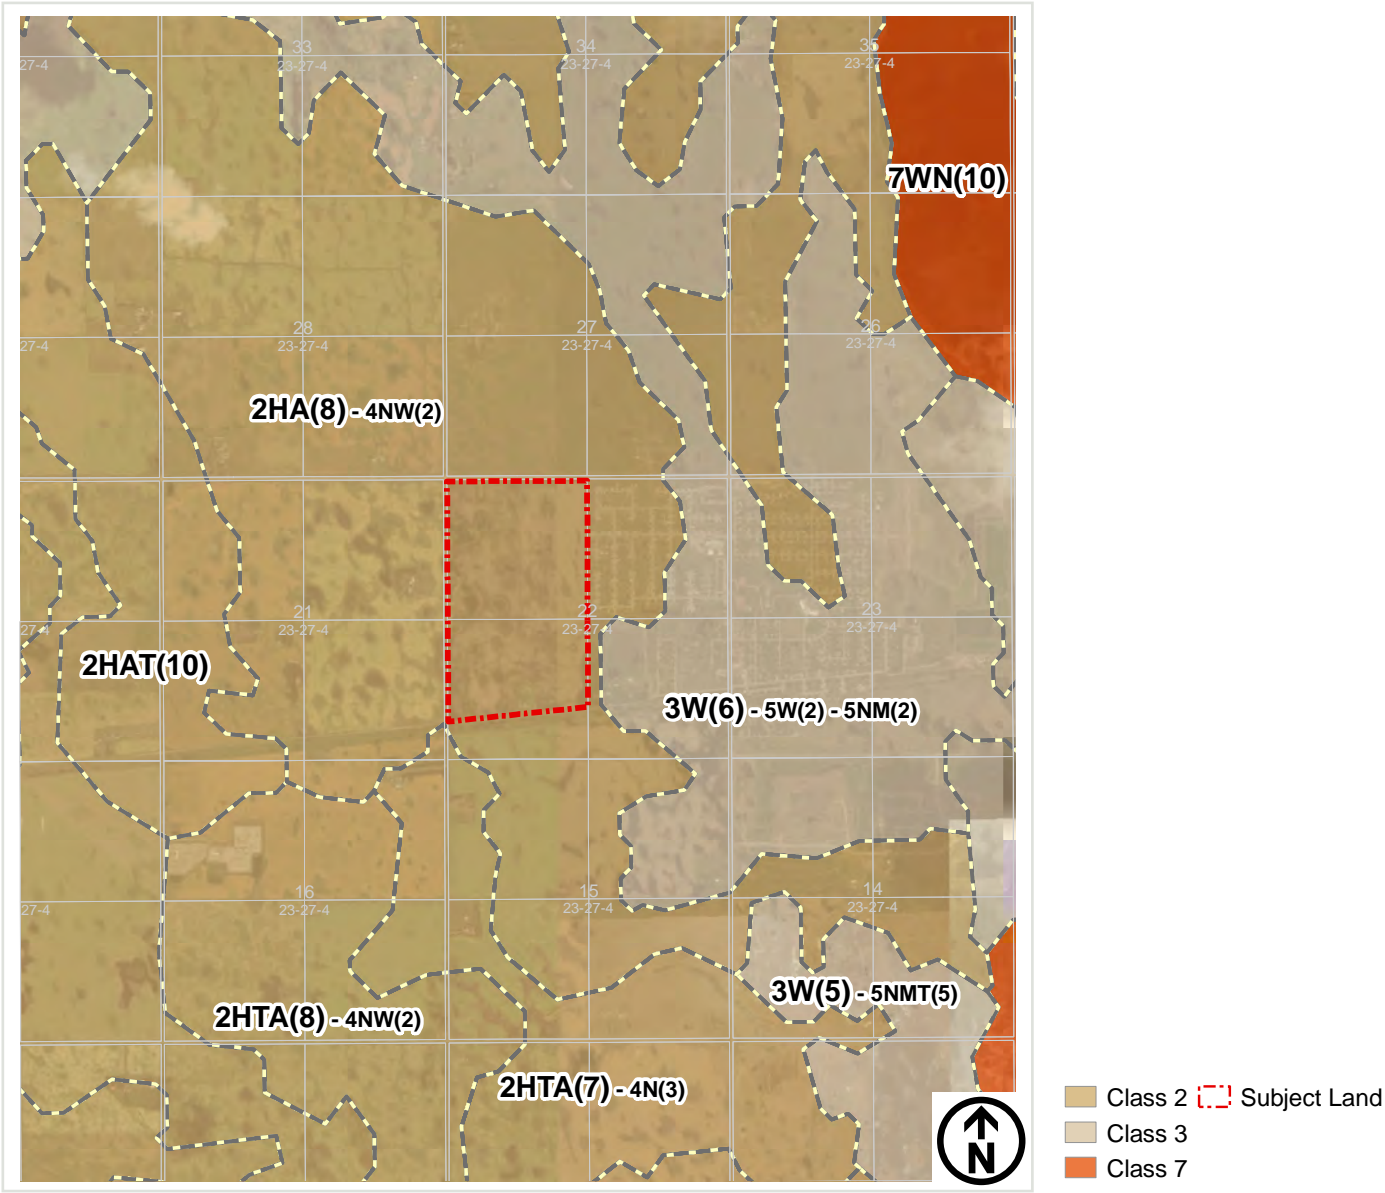 33
34
35
27-4
23-27-4
23-27-4
23-27-4
7WN(10)
28
27
26
27-4
23-27-4
23-27-4
23-27-4
2HA(8) - 4NW(2)
21
22
23
27-4
23-27-4
23-27-4
23-27-4
2HAT(10)
3W(6) - 5W(2) - 5NM(2)
16
15
14
27-4
23-27-4
23-27-4
23-27-4
3W(5) - 5NMT(5)
2HTA(8) - 4NW(2)
2HTA(7) - 4N(3)
N
Class 2
Subject Land
Class 3
Class 7